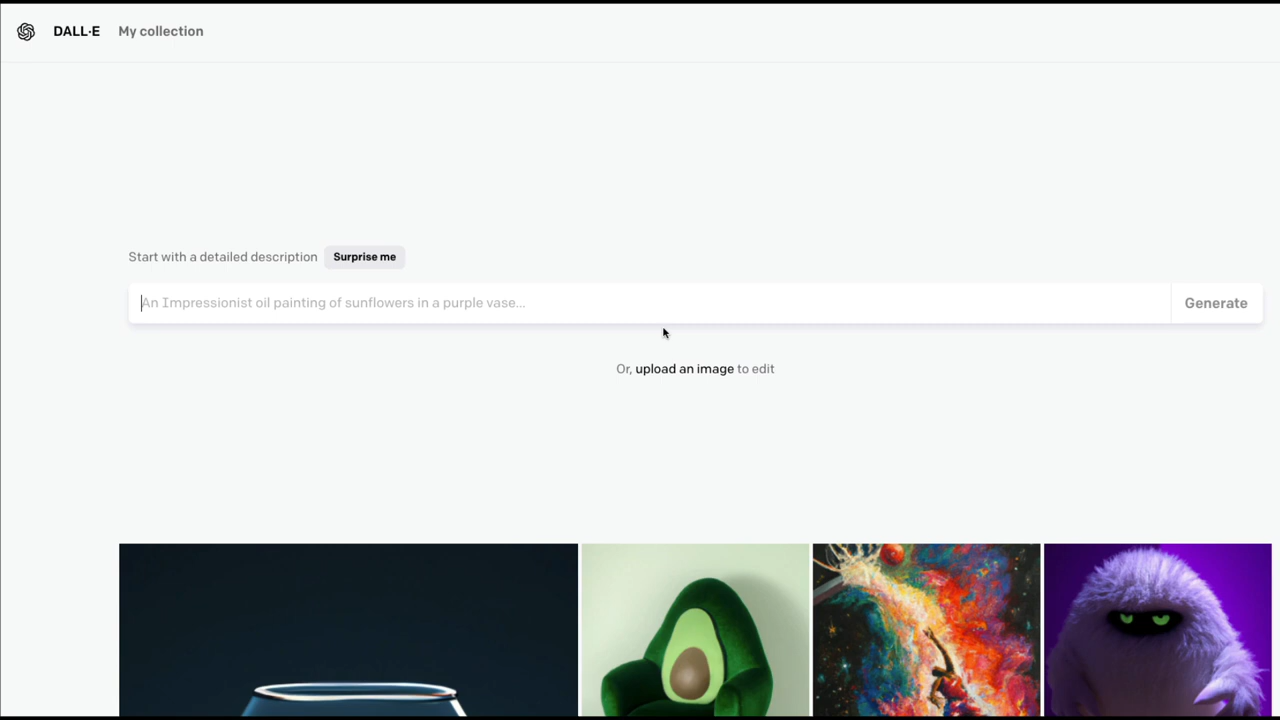 DALL·E My collection
Start with a detailed description Surprise me
An Impressionist oil painting of sunflowers in a purple vase... Generate
Or, upload an image to edit